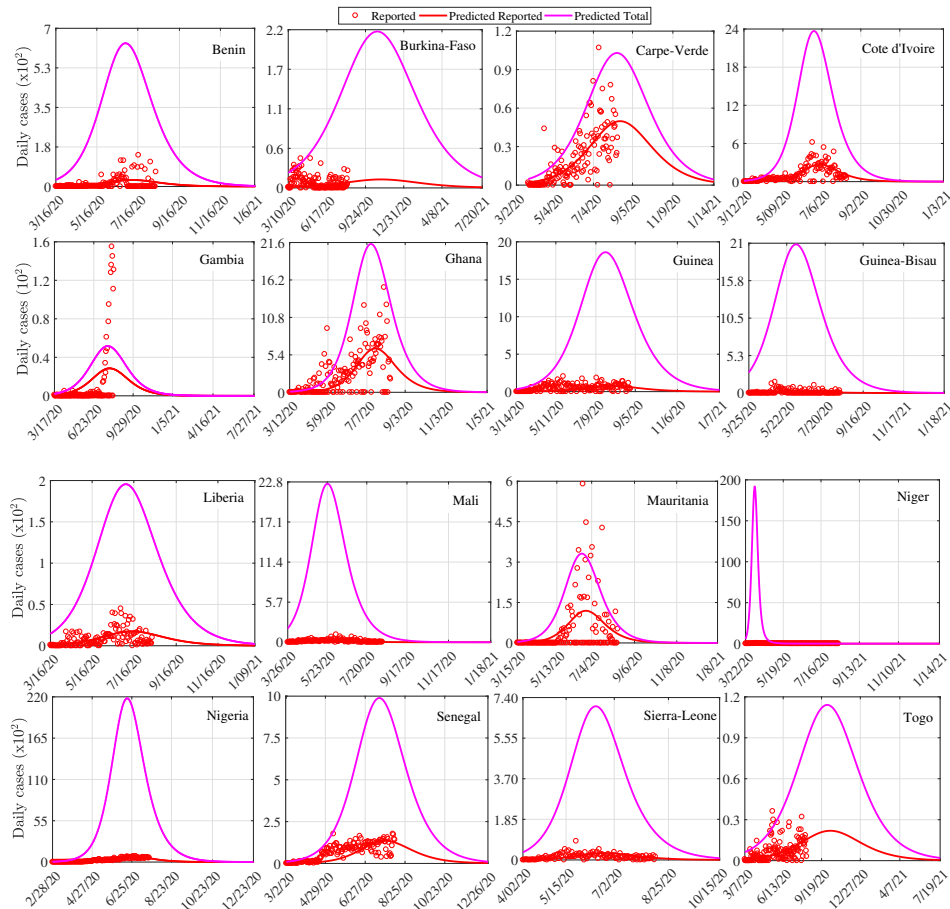 Reported Predicted Reported Predicted Total
Daily cases (x10²)
7
5.3
3.5
1.8
0
Benin
3/16/20 5/16/20 7/16/20 9/16/20 11/6/20 1/6/21
2.2
1.7
1.1
0.6
0
Burkina-Faso
3/10/20 6/17/20 9/24/20 12/31/20 4/8/21 7/20/21
1.2
0.9
0.6
0.3
0
Carpe-Verde
3/2/20 5/4/20 7/4/20 9/5/20 11/9/20 1/14/21
24
18
12
6
0
Cote d'Ivoire
3/12/20 5/09/20 7/6/20 9/2/20 10/30/20 1/3/21
Daily cases (10²)
1.6
1.2
0.8
0.4
0
Gambia
3/17/20 6/23/20 9/29/20 1/5/21 4/16/21 7/27/21
21.6
16.2
10.8
5.4
0
Ghana
3/12/20 5/9/20 7/7/20 9/3/20 11/3/20 1/5/21
20
15
10
5
0
Guinea
3/14/20 5/11/20 7/9/20 9/5/20 11/1/20 1/7/21
21
15.8
10.5
5.3
0
Guinea-Bisau
3/25/20 5/22/20 7/20/20 9/16/20 11/17/21 1/18/21
Daily cases (x10²)
2
1.5
1
0.5
0
Liberia
3/16/20 5/16/20 7/16/20 9/16/20 11/16/20 1/09/21
22.8
17.1
11.4
5.7
0
Mali
3/26/20 5/23/20 7/20/20 9/17/20 11/17/20 1/18/21
6
4.5
3
1.5
0
Mauritania
3/15/20 5/13/20 7/4/20 9/6/20 11/6/20 1/8/21
200
150
100
50
0
Niger
3/22/20 5/19/20 7/16/20 9/13/21 11/10/21 1/14/21
Daily cases (x10²)
220
165
110
55
0
Nigeria
2/28/20 4/27/20 6/25/20 8/23/20 10/23/20 12/23/20
10
7.5
5
2.5
0
Senegal
3/2/20 4/29/20 6/27/20 8/25/20 10/23/20 12/26/20
7.40
5.55
3.70
1.85
0
Sierra-Leone
4/02/20 5/15/20 7/2/20 8/25/20 10/15/20
1.2
0.9
0.6
0.3
0
Togo
3/7/20 6/13/20 9/19/20 12/27/20 4/7/21 7/19/21